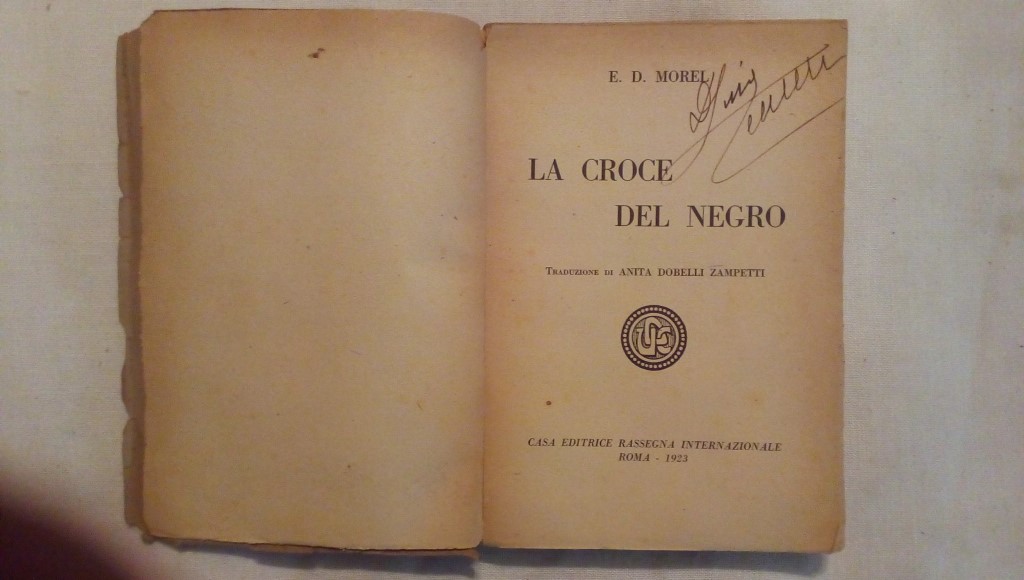 E. D. MOREL
LA CROCE
DEL NEGRO
TRADUZIONE DI ANITA DOBELLI ZAMPETTI
CASA EDITRICE RASSEGNA INTERNAZIONALE
ROMA - 1923